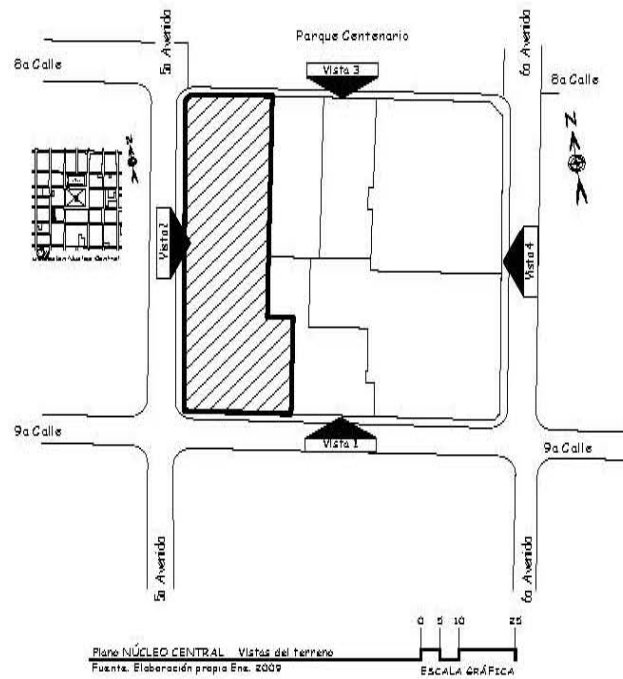 Parque Centenario
5a Avenida
6a Avenida
8a Calle
8a Calle
Vista 3
N
N
Vista 2
Vista 4
Núcleo Central
Vista 1
9a Calle
9a Calle
5a Avenida
6a Avenida
0 5 10 25
Plano NÚCLEO CENTRAL Vistas del terreno
Fuente. Elaboración propia Ene. 2009
ESCALA GRÁFICA